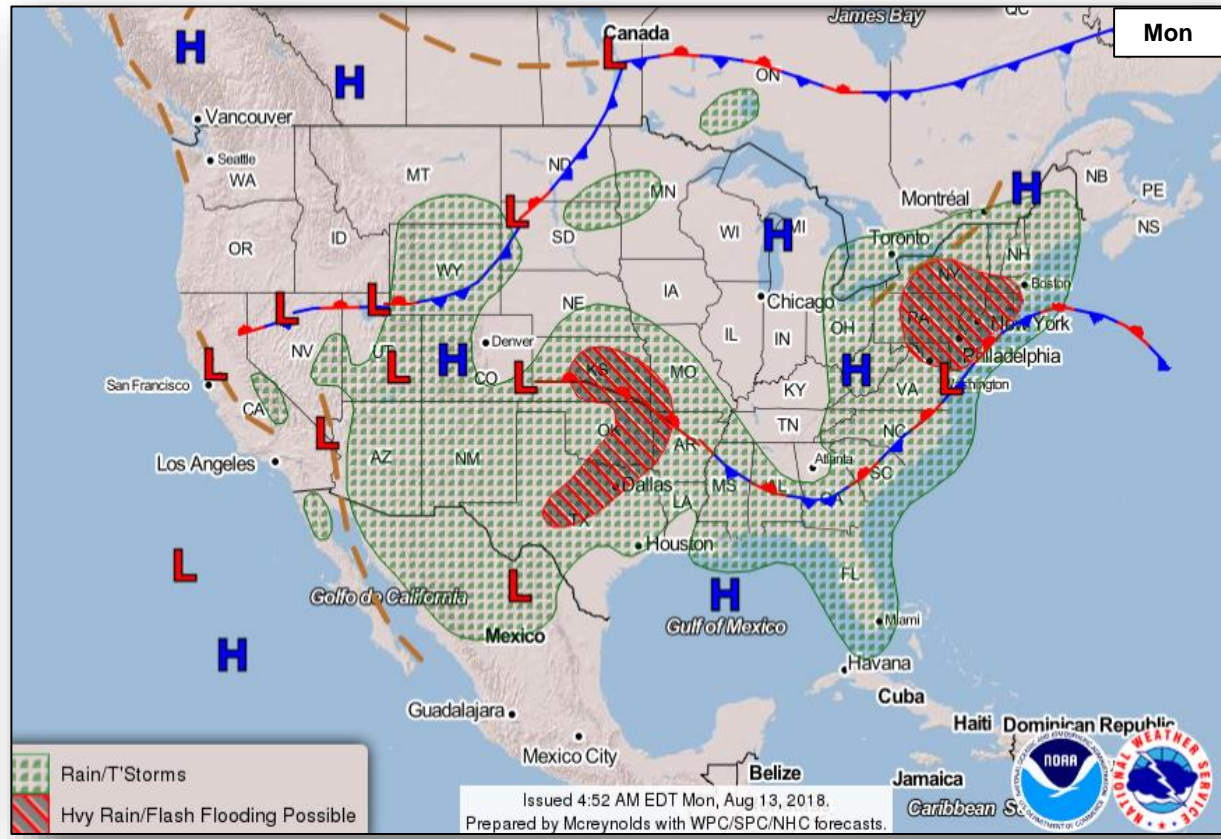 James Bay
QC
Mon
Canada
H
L
H
ON
Vancouver
Seattle
WA
MT
ND
MN
NB
PE
NS
Montréal
H
OR
ID
L
SD
WI
H
MI
Toronto
NH
WY
NY
Boston
L
L
NE
IA
Chicago
PA
New York
NV
UT
H
Denver
IL
IN
OH
Philadelphia
L
San Francisco
L
CO
L
KS
MO
H
L
Washington
VA
KY
CA
L
AZ
NM
OK
AR
TN
NC
Los Angeles
Atlanta
SC
Dallas
MS
AL
GA
LA
TX
Houston
L
Golfo de California
L
H
FL
Gulf of Mexico
Miami
Mexico
H
Havana
Cuba
Guadalajara
Haiti
Dominican Republic
Mexico City
Belize
Jamaica
Caribbean S
Rain/T'Storms
Hvy Rain/Flash Flooding Possible
Issued 4:52 AM EDT Mon, Aug 13, 2018.
Prepared by Mcreynolds with WPC/SPC/NHC forecasts.
NOAA
NATIONAL WEATHER SERVICE